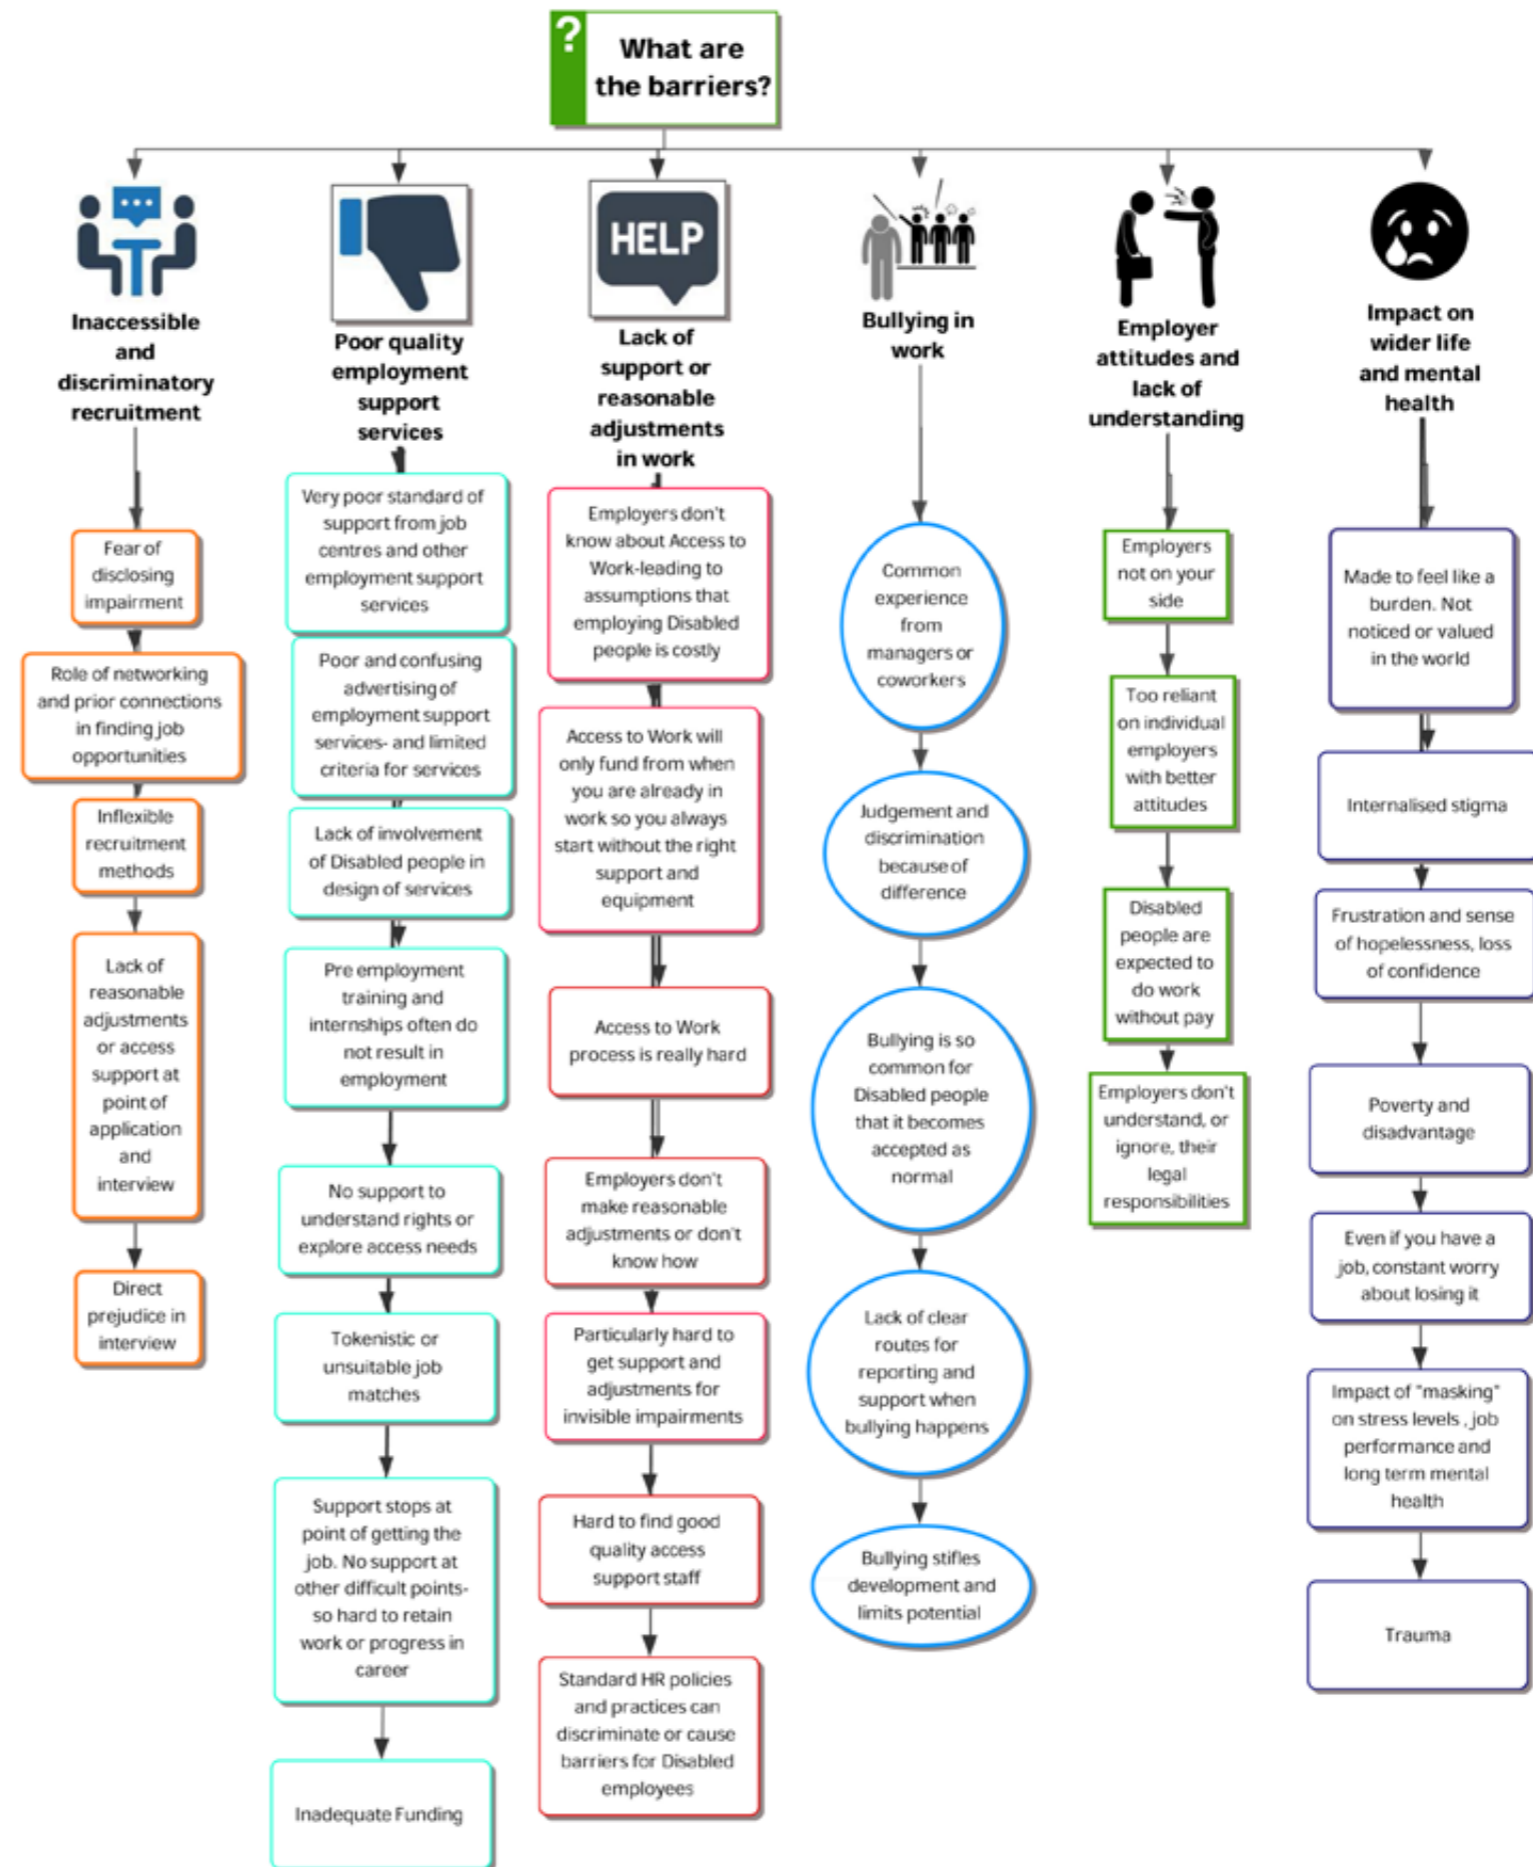 ?
What are
the barriers?
Inaccessible
and
discriminatory
recruitment
Fear of
disclosing
impairment
Role of networking
and prior connections
in finding job
opportunities
Inflexible
recruitment
methods
Lack of
reasonable
adjustments
or access
support at
point of
application
and
interview
Direct
prejudice in
interview
Poor quality
employment
support
services
Very poor standard of
support from job
centres and other
employment support
services
Poor and confusing
advertising of
employment support
services- and limited
criteria for services
Lack of involvement
of Disabled people in
design of services
Pre employment
training and
internships often do
not result in
employment
No support to
understand rights or
explore access needs
Tokenistic or
unsuitable job
matches
Support stops at
point of getting the
job. No support at
other difficult points-
so hard to retain
work or progress in
career
Inadequate Funding
HELP
Lack of
support or
reasonable
adjustments
in work
Employers don't
know about Access to
Work-leading to
assumptions that
employing Disabled
people is costly
Access to Work will
only fund from when
you are already in
work so you always
start without the right
support and
equipment
Access to Work
process is really hard
Employers don't
make reasonable
adjustments or don't
know how
Particularly hard to
get support and
adjustments for
invisible impairments
Hard to find good
quality access
support staff
Standard HR policies
and practices can
discriminate or cause
barriers for Disabled
employees
Bullying in
work
Common
experience
from
managers or
coworkers
Judgement and
discrimination
because of
difference
Bullying is so
common for
Disabled people
that it becomes
accepted as
normal
Lack of clear
routes for
reporting and
support when
bullying happens
Bullying stifles
development and
limits potential
Employer
attitudes and
lack of
understanding
Employers
not on your
side
Too reliant
on individual
employers
with better
attitudes
Disabled
people are
expected to
do work
without pay
Employers don't
understand, or
ignore, their
legal
responsibilities
Impact on
wider life
and mental
health
Made to feel like a
burden. Not
noticed or valued
in the world
Internalised stigma
Frustration and sense
of hopelessness, loss
of confidence
Poverty and
disadvantage
Even if you have a
job, constant worry
about losing it
Impact of "masking"
on stress levels , job
performance and
long term mental
health
Trauma